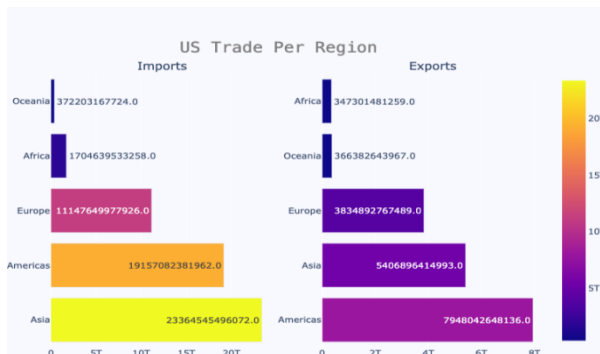 US Trade Per Region
Imports
Exports
Oceania 372203167724.0
Africa 1704639533258.0
Europe 11147649977926.0
Americas 19157082381962.0
Asia 23364545496072.0
0 5T 10T 15T 20T
Africa 347301481259.0
Oceania 366382643967.0
Europe 3834892767489.0
Asia 5406896414993.0
Americas 7948042648136.0
0 2T 4T 6T 8T
20
15
10
5T